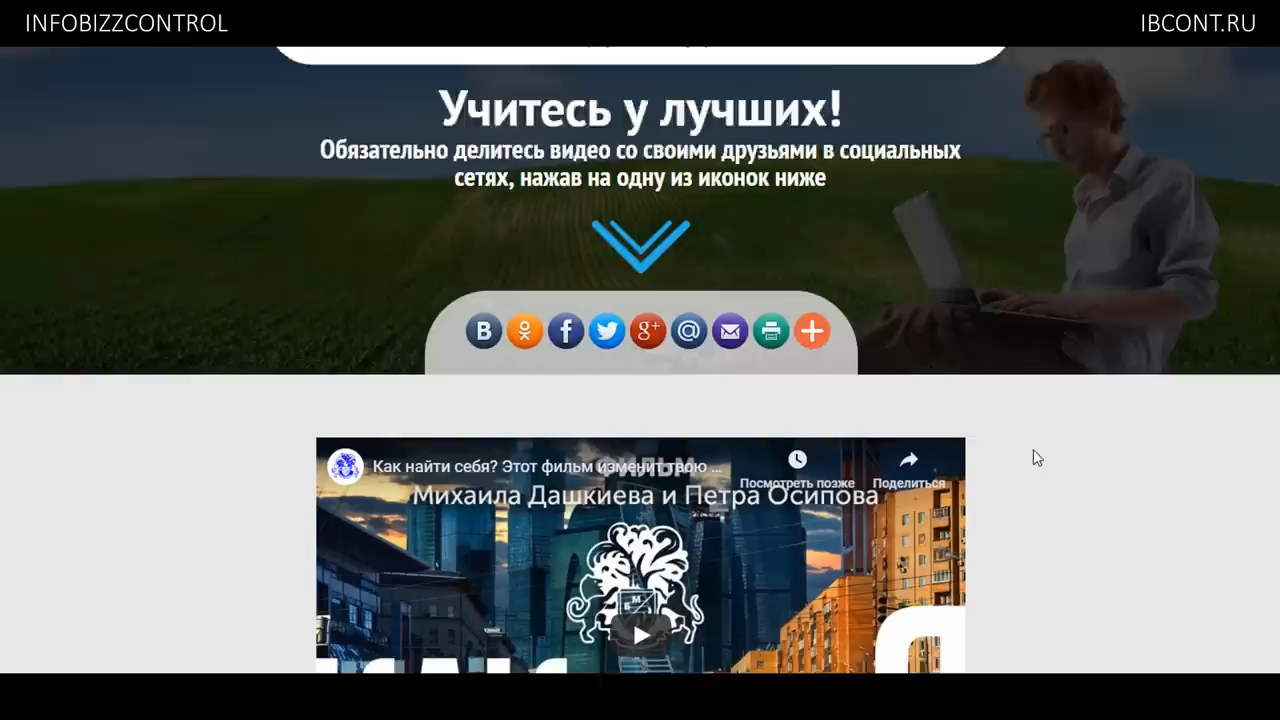 INFOBIZZCONTROL
IBCONT.RU
Учитесь у лучших!
Обязательно делитесь видео со своими друзьями в социальных
сетях, нажав на одну из иконок ниже
Как найти себя? Этот фильм изменит твою ...
ФИЛЬМ
Посмотреть позже
Поделиться
Михаила Дашкиева и Петра Осипова
М
Б